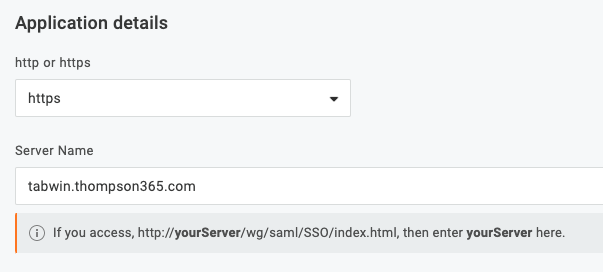 Application details
http or https
https
Server Name
tabwin.thompson365.com
If you access, http://yourServer/wg/saml/SSO/index.html, then enter yourServer here.